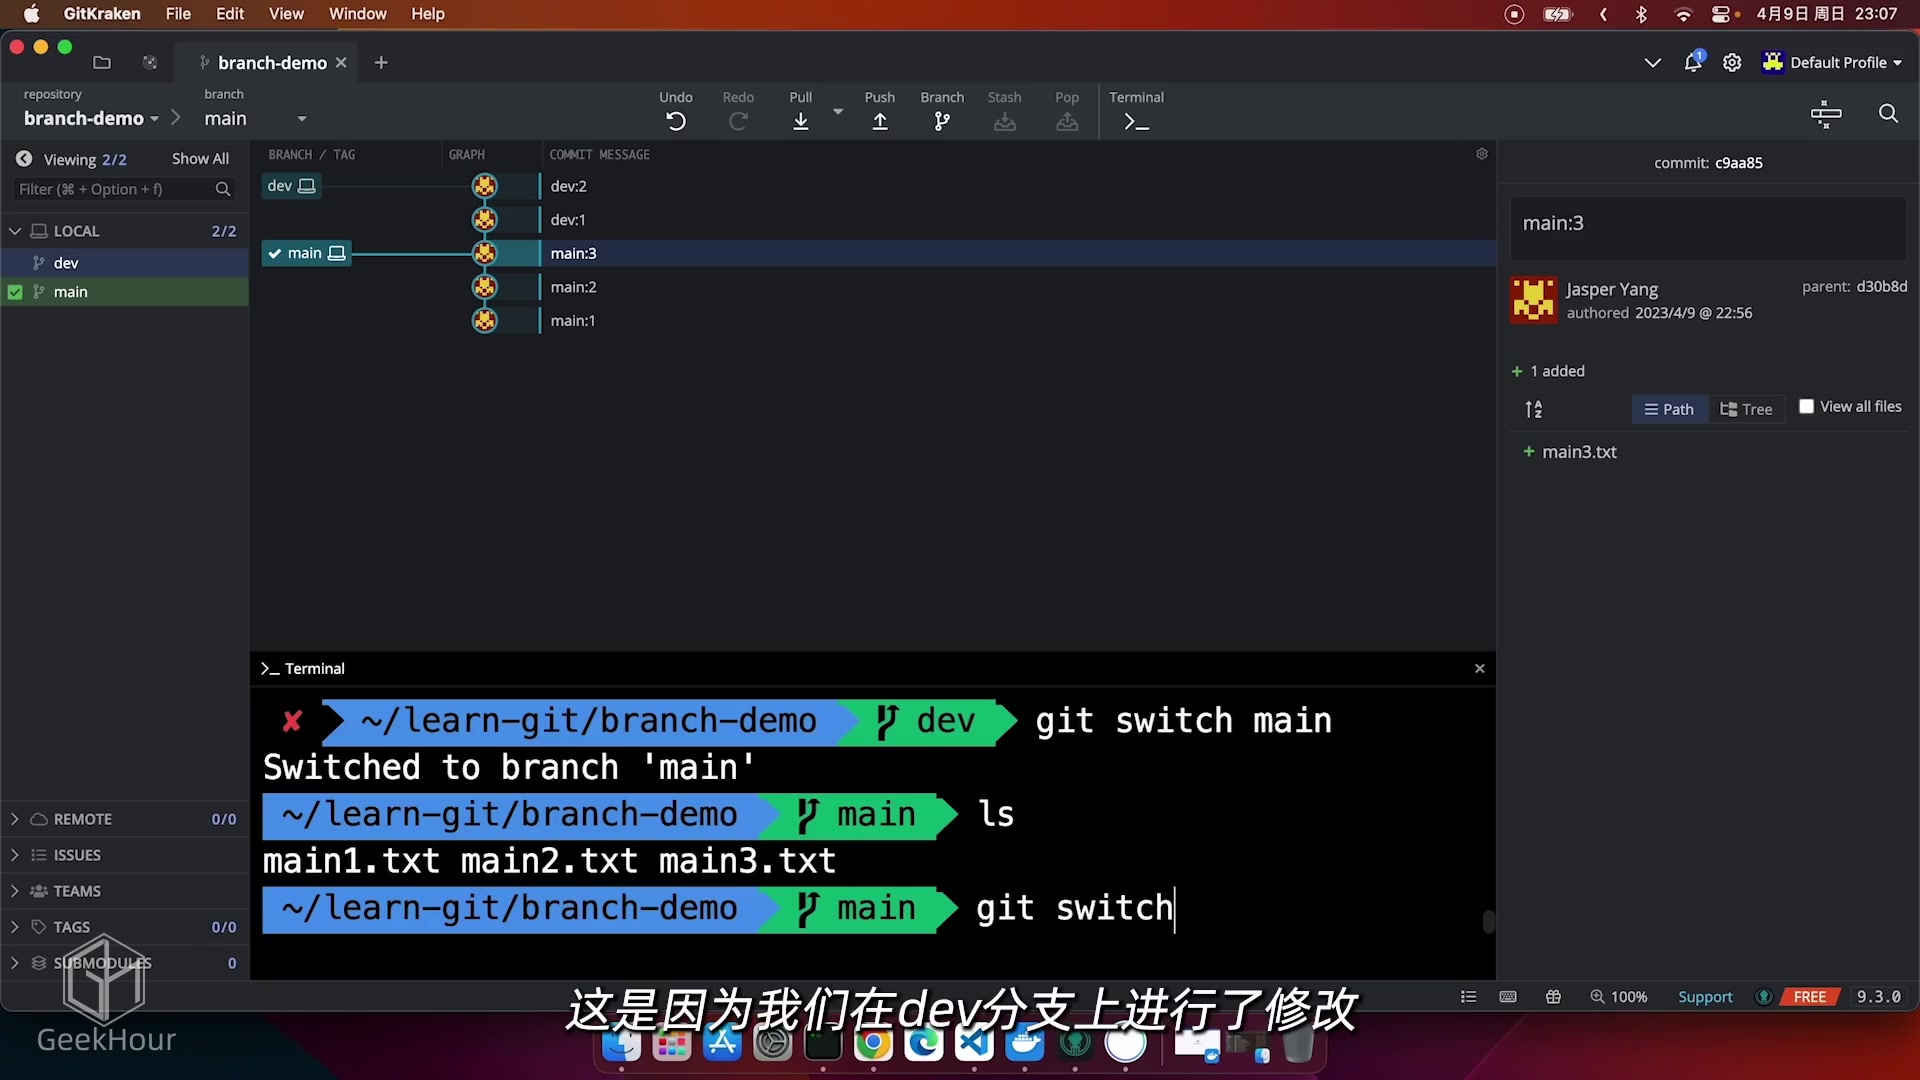 GitKraken File Edit View Window Help 4月9日 周日 23:07
branch-demo Default Profile
repository branch
branch-demo main
Undo Redo Pull Push Branch Stash Pop Terminal
Viewing 2/2 Show All
Filter (⌘ + Option + f)
LOCAL 2/2
dev
main
REMOTE 0/0
ISSUES
TEAMS
TAGS 0/0
SUBMODULES 0
BRANCH / TAG GRAPH COMMIT MESSAGE
dev dev:2
dev:1
main main:3
main:2
main:1
commit: c9aa85
main:3
Jasper Yang parent: d30b8d
authored 2023/4/9 @ 22:56
+ 1 added
Path Tree View all files
+ main3.txt
>_ Terminal
✘ ~/learn-git/branch-demo dev git switch main
Switched to branch 'main'
~/learn-git/branch-demo main ls
main1.txt main2.txt main3.txt
~/learn-git/branch-demo main git switch
100% Support FREE 9.3.0
这是因为我们在dev分支上进行了修改
GeekHour